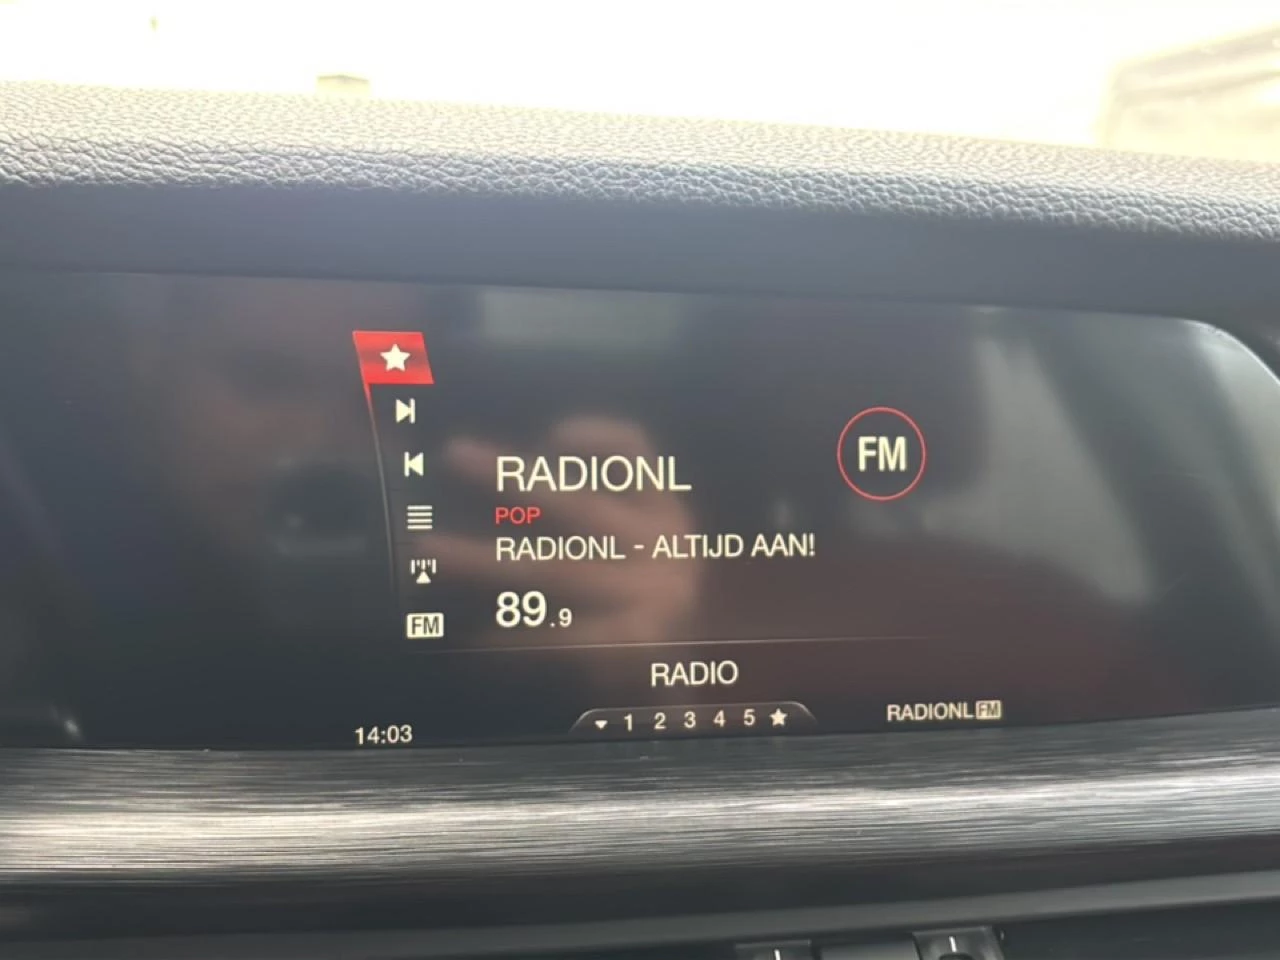 FM
RADIONL
POP
RADIONL - ALTIJD AAN!
89.9
FM
RADIO
1 2 3 4 5
RADIONL FM
14:03